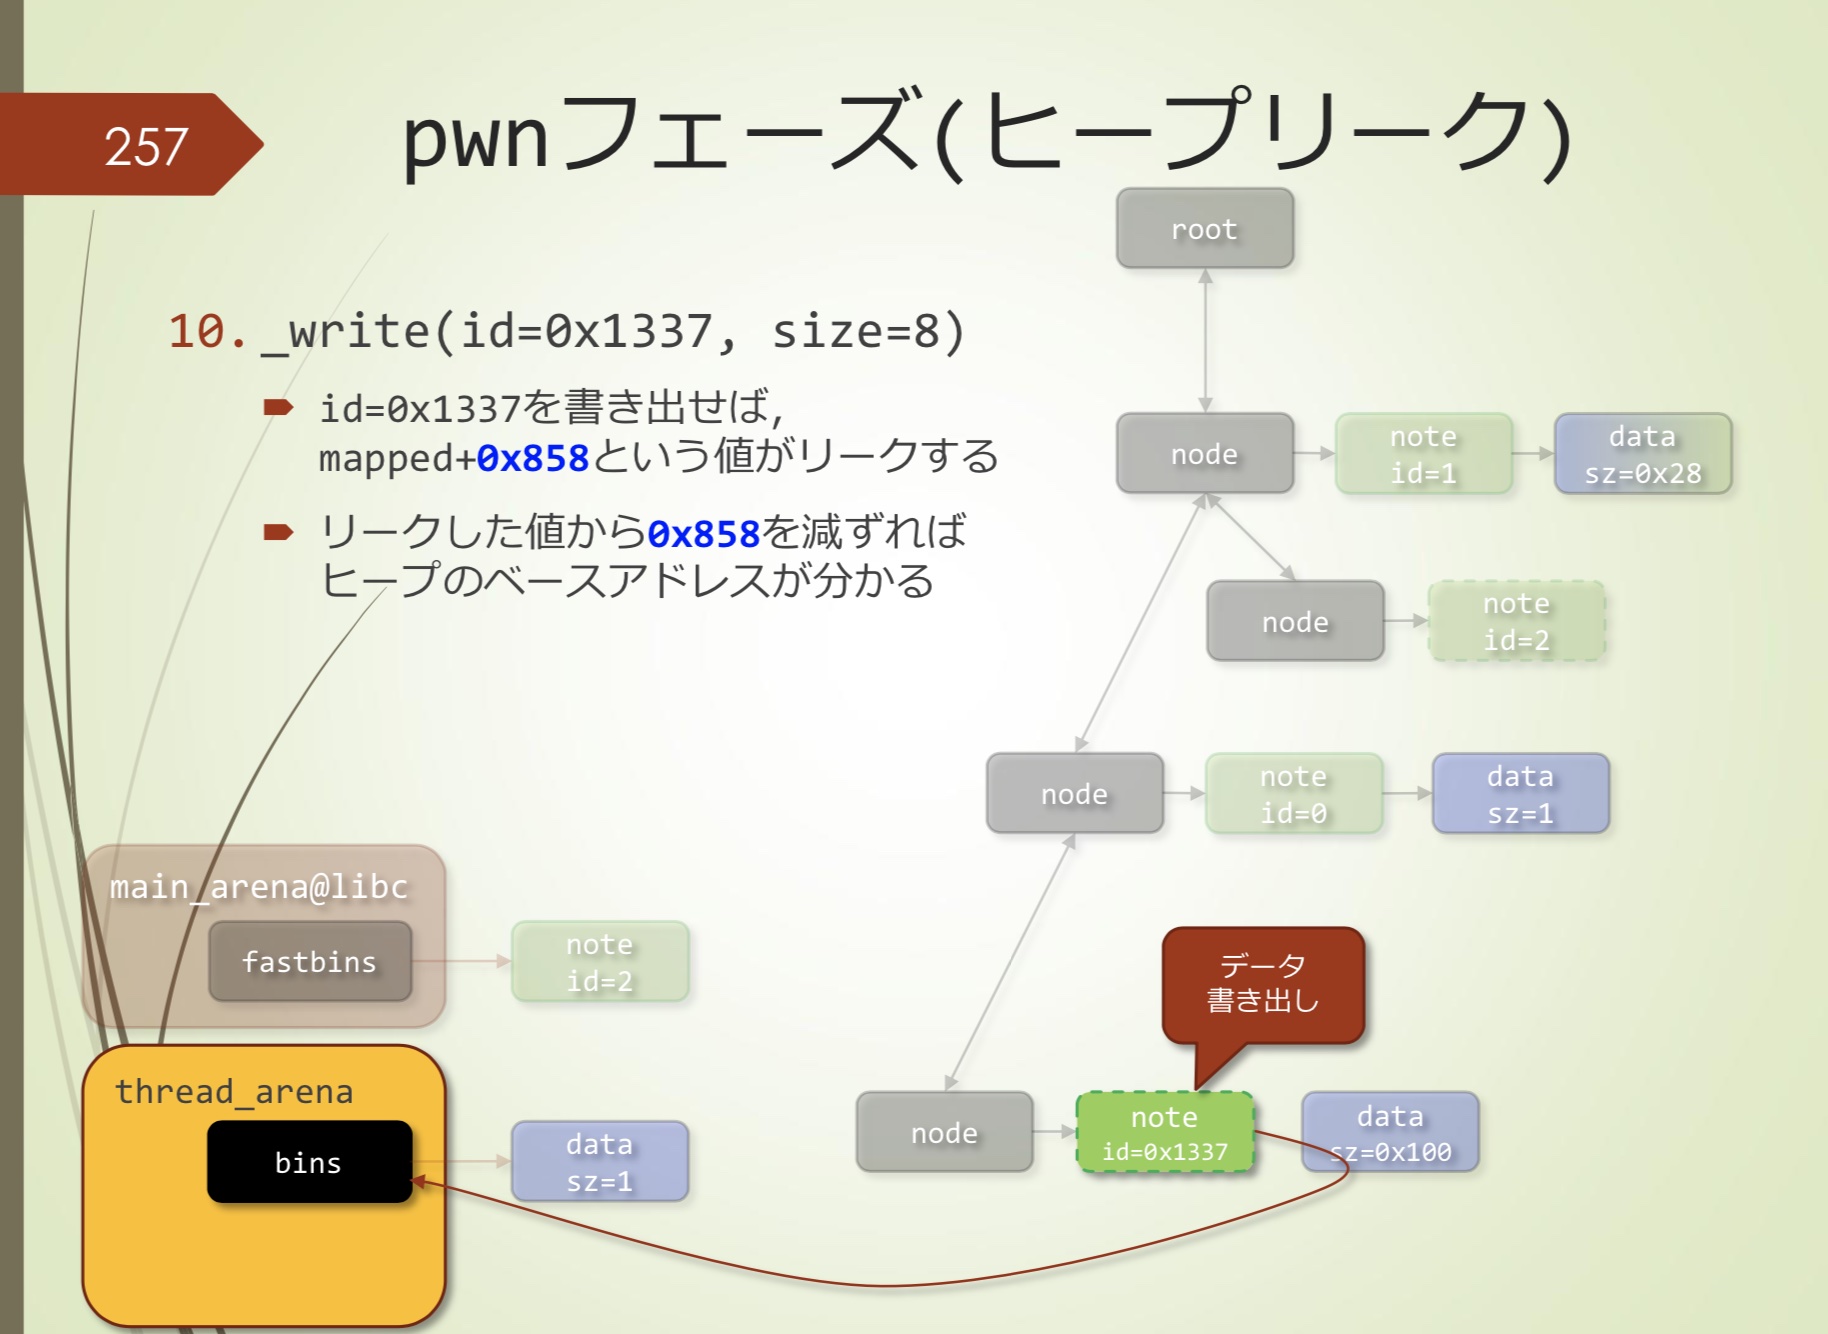 257
pwnフェーズ(ヒープリーク)
10. _write(id=0x1337, size=8)
id=0x1337を書き出せば,
mapped+0x858という値がリークする
リークした値から0x858を減ずれば
ヒープのベースアドレスが分かる
root
node
note
id=1
data
sz=0x28
node
note
id=2
node
note
id=0
data
sz=1
main_arena@libc
fastbins
note
id=2
データ
書き出し
thread_arena
bins
data
sz=1
node
note
id=0x1337
data
sz=0x100